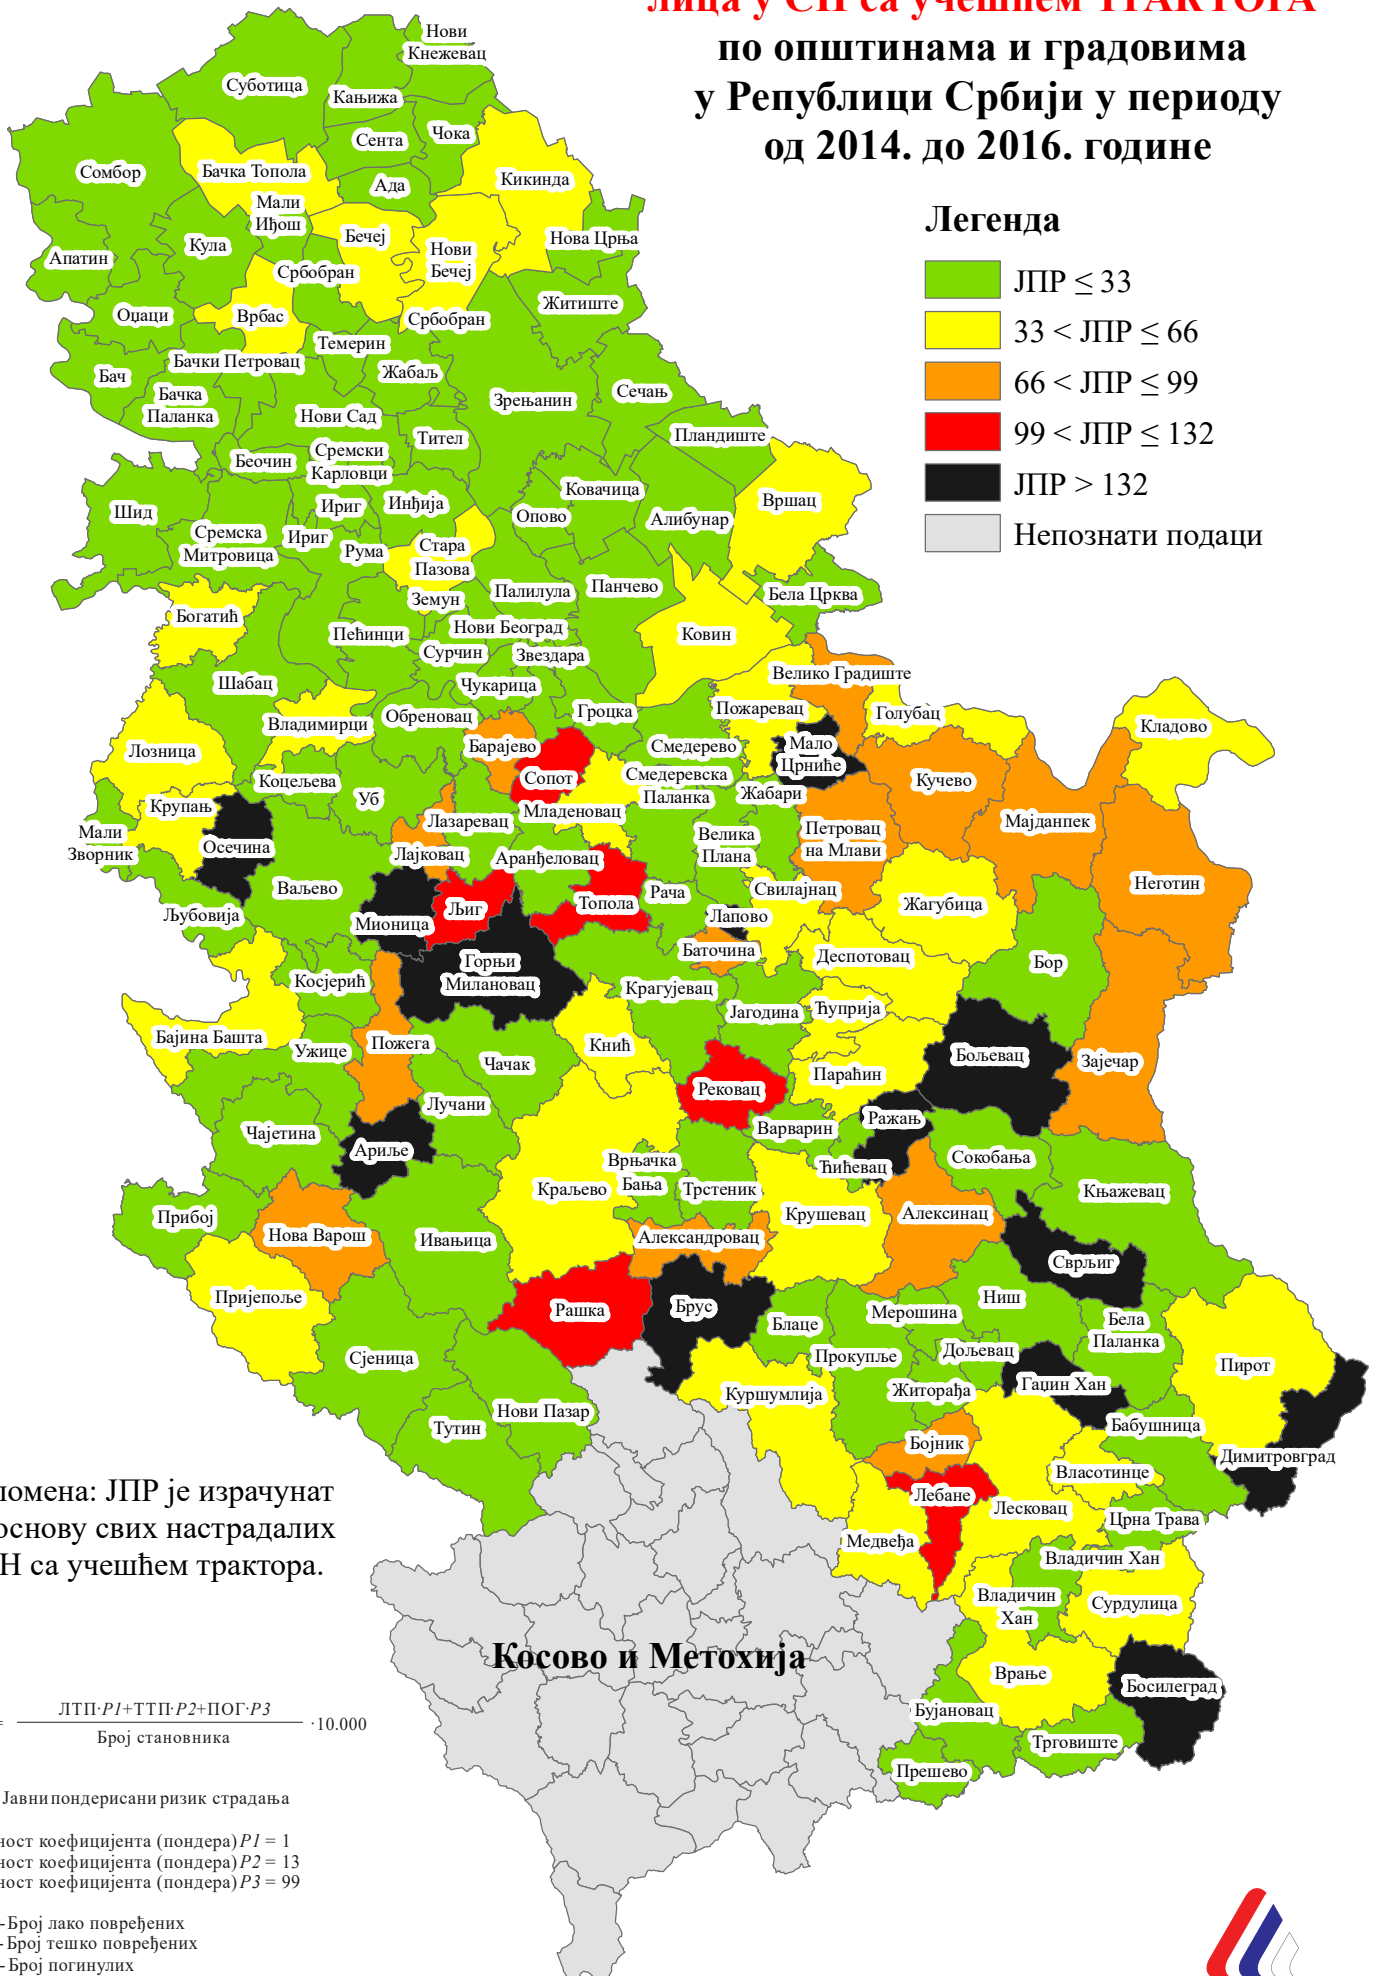 по општинама и градовима
у Републици Србији у периоду
од 2014. до 2016. године
Легенда
ЈПР ≤ 33
33 < ЈПР ≤ 66
66 < ЈПР ≤ 99
99 < ЈПР ≤ 132
ЈПР > 132
Непознати подаци
Нови
Кнежевац
Суботица
Кањижа
Чока
Сента
Сомбор
Бачка Топола
Ада
Кикинда
Мали
Иђош
Бечеј
Нови
Бечеј
Нова Црња
Апатин
Кула
Србобран
Житиште
Оџаци
Врбас
Србобран
Темерин
Бачки Петровац
Жабаљ
Бач
Бачка
Паланка
Сечањ
Зрењанин
Нови Сад
Тител
Пландиште
Сремски
Карловци
Беочин
Ковачица
Вршац
Шид
Ириг
Инђија
Опово
Алибунар
Сремска
Митровица
Ириг
Рума
Стара
Пазова
Палилула
Панчево
Бела Црква
Земун
Богатић
Пећинци
Нови Београд
Ковин
Сурчин
Звездара
Велико Градиште
Шабац
Чукарица
Владимирци
Обреновац
Гроцка
Пожаревац
Голубац
Кладово
Лозница
Барајево
Смедерево
Мало
Црниће
Коцељева
Сопот
Смедеревска
Паланка
Жабари
Кучево
Крупањ
Уб
Младеновац
Мали
Зворник
Лазаревац
Велика
Плана
Петровац
на Млави
Мајданпек
Осечина
Лајковац
Аранђеловац
Ваљево
Свилајнац
Неготин
Љубовија
Мионица
Љиг
Топола
Рача
Лапово
Жагубица
Баточина
Деспотовац
Бор
Косјерић
Горњи
Милановац
Крагујевац
Јагодина
Ћуприја
Бајина Башта
Ужице
Пожега
Чачак
Кнић
Бољевац
Зајечар
Рековац
Параћин
Лучани
Ражањ
Чајетина
Ариље
Варварин
Врњачка
Бања
Ћићевац
Сокобања
Краљево
Трстеник
Књажевац
Прибој
Нова Варош
Крушевац
Алексинац
Ивањица
Александровац
Сврљиг
Пријепоље
Рашка
Брус
Блаце
Мерошина
Ниш
Бела
Паланка
Сјеница
Прокупље
Дољевац
Пирот
Куршумлија
Житорађа
Гаџин Хан
Нови Пазар
Тутин
Бабушница
Бојник
Димитровград
Власотинце
Лебане
Лесковац
Црна Трава
Медвеђа
Владичин Хан
Владичин
Хан
Сурдулица
Косово и Метохија
Врање
Босилеград
Бујановац
Трговиште
Прешево
ЈПР је израчунат
основу свих настрадалих
са учешћем трактора.
= ЛТП·P1+ТТП·P2+ПОГ·P3 ·10.000
Број становника
Јавни пондерисани ризик страдања
коефицијента (пондера) P1 = 1
коефицијента (пондера) P2 = 13
коефицијента (пондера) P3 = 99
- Број лако повређених
- Број тешко повређених
- Број погинулих